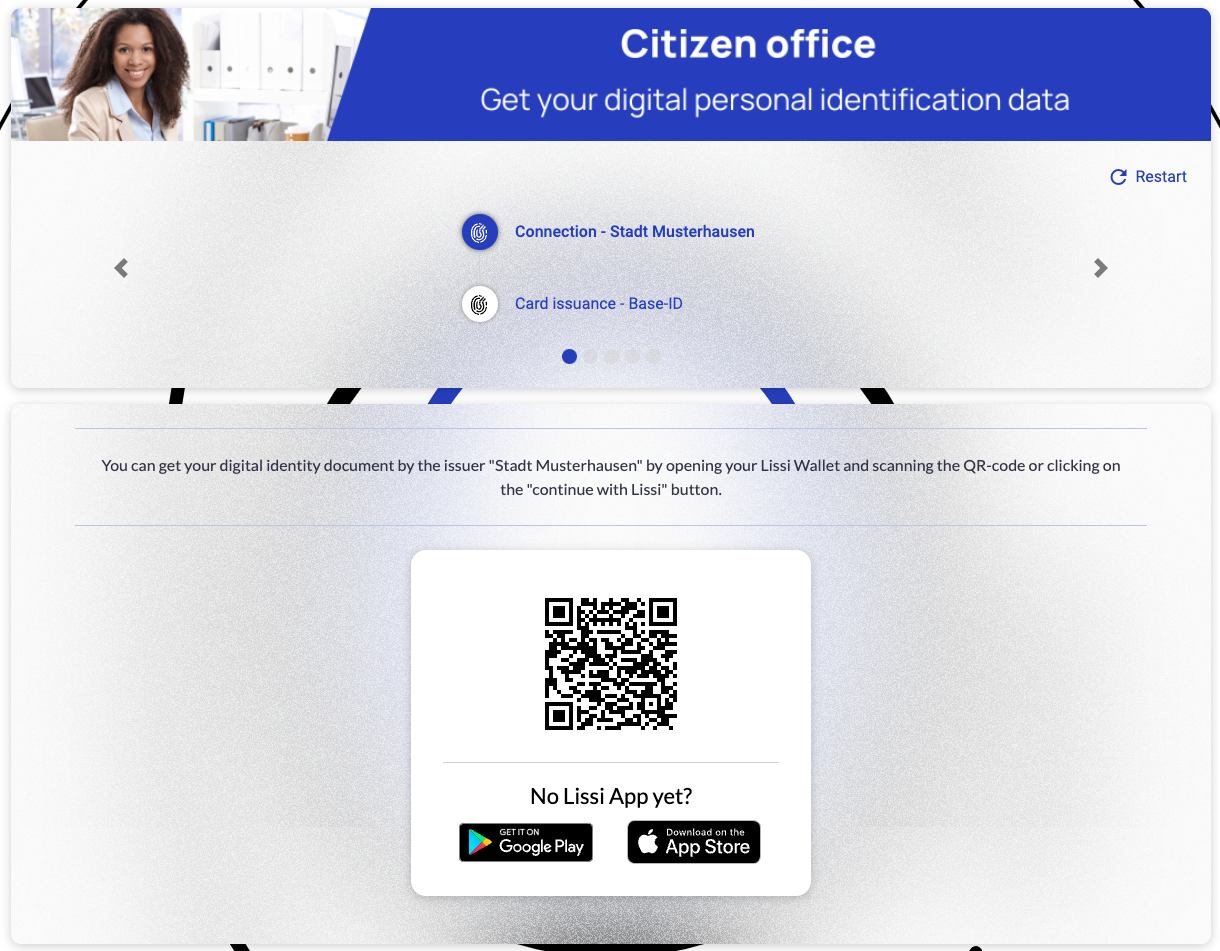 Citizen office
Get your digital personal identification data
Restart
Connection - Stadt Musterhausen
Card issuance - Base-ID
You can get your digital identity document by the issuer "Stadt Musterhausen" by opening your Lissi Wallet and scanning the QR-code or clicking on
the "continue with Lissi" button.
No Lissi App yet?
GET IT ON
Google Play
Download on the
App Store